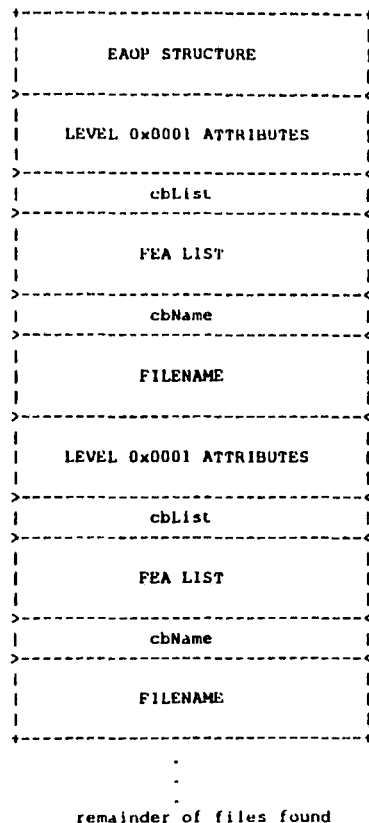 EAOP STRUCTURE
LEVEL 0x0001 ATTRIBUTES
cbList
FEA LIST
cbName
FILENAME
LEVEL 0x0001 ATTRIBUTES
cbList
FEA LIST
cbName
FILENAME
.
.
.
remainder of files found